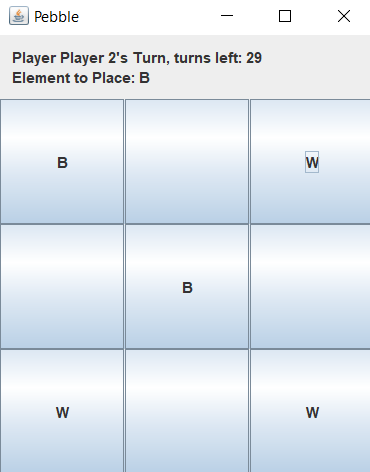 Pebble
Player Player 2's Turn, turns left: 29
Element to Place: B
B W
B
W W